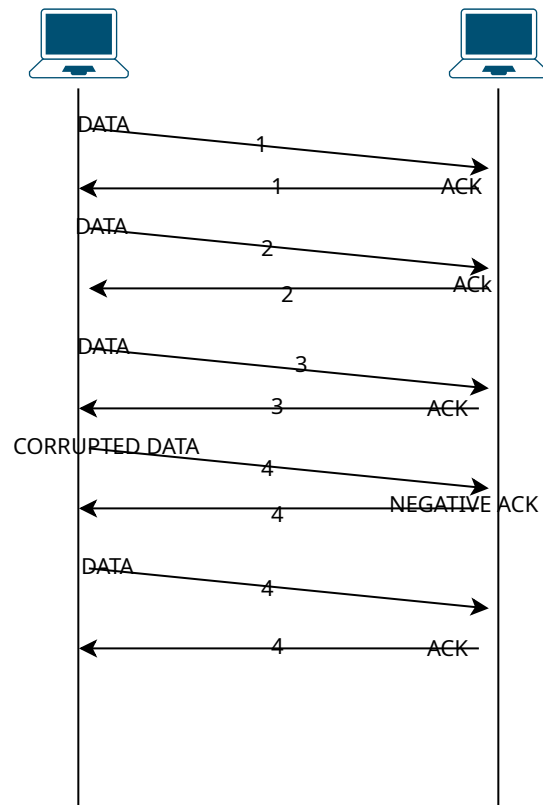 DATA
1
1
ACK
DATA
2
2
ACk
DATA
3
3
ACK
CORRUPTED DATA
4
4
NEGATIVE ACK
DATA
4
4
ACK